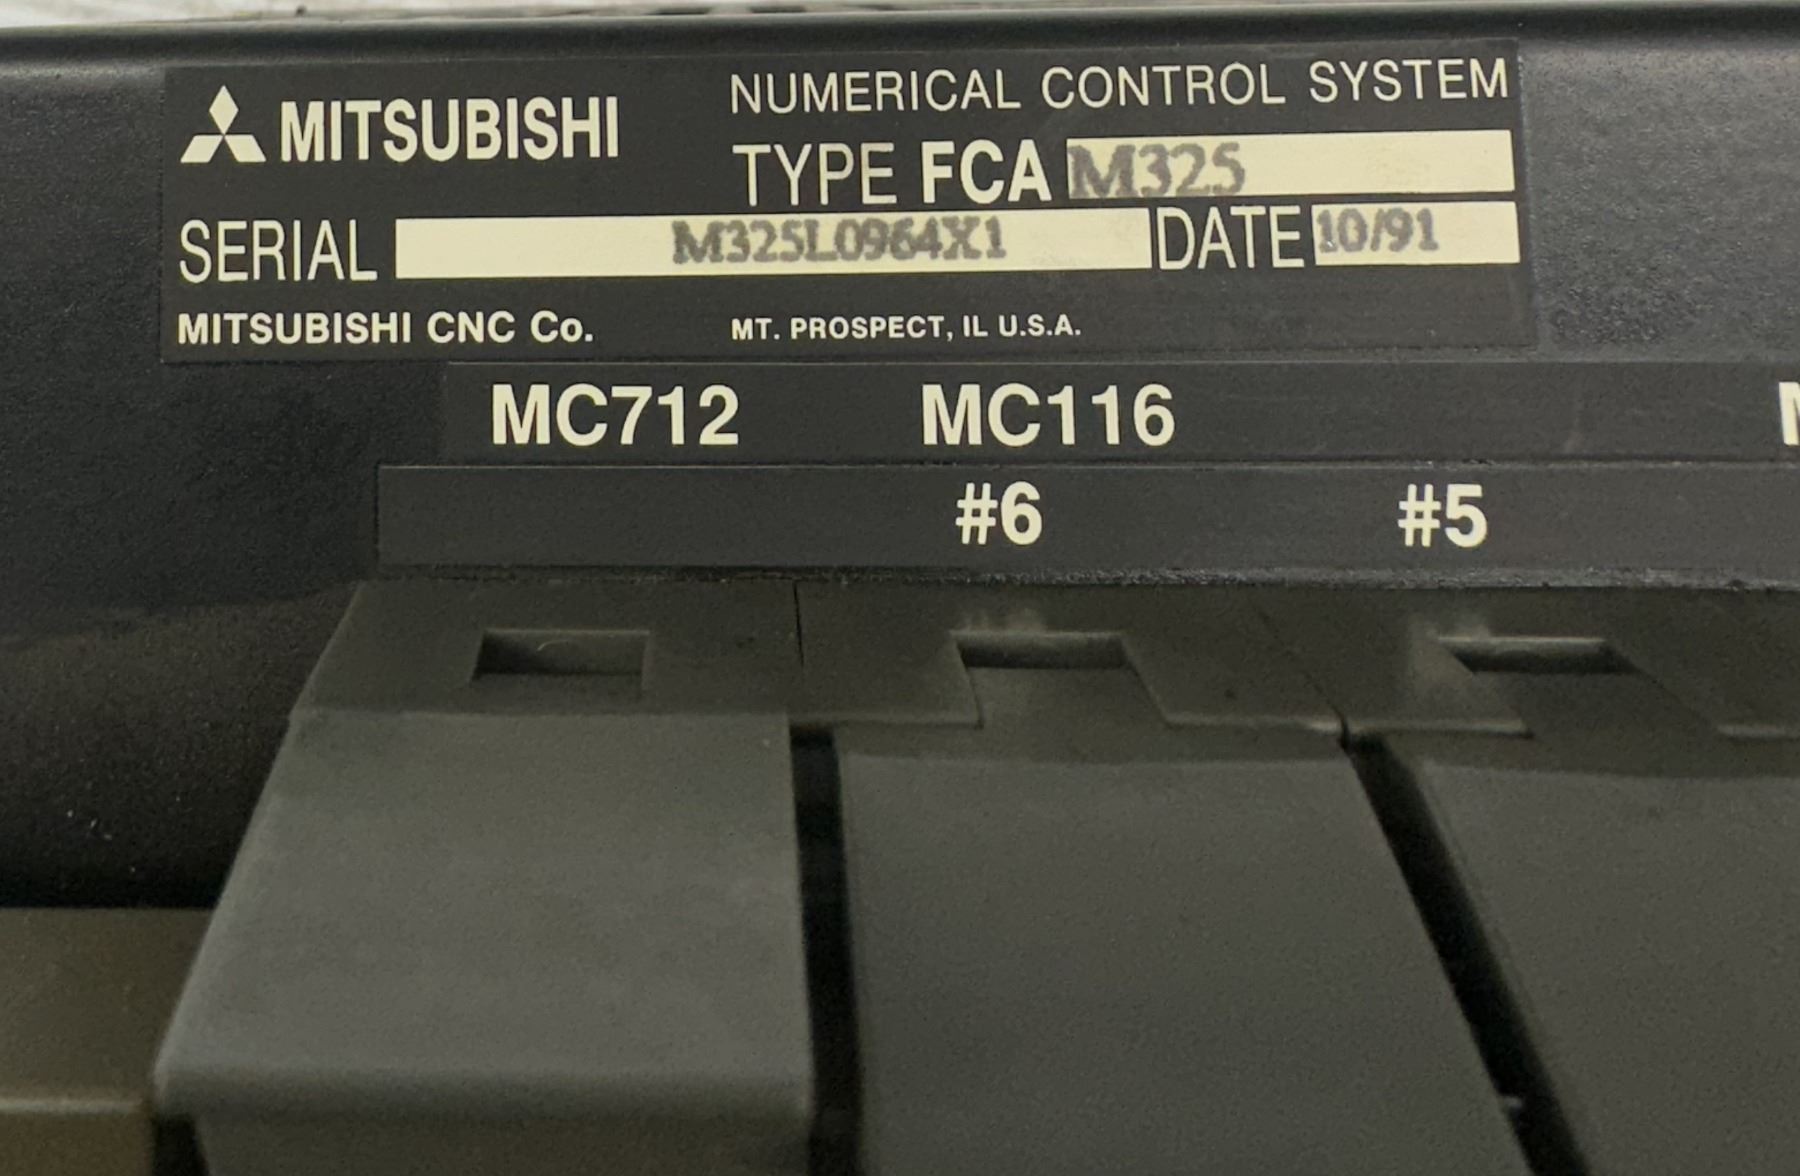 MITSUBISHI NUMERICAL CONTROL SYSTEM
TYPE FCA M325
SERIAL M325L0964X1 DATE 10/91
MITSUBISHI CNC Co. MT. PROSPECT, IL U.S.A.
MC712 MC116
#6 #5